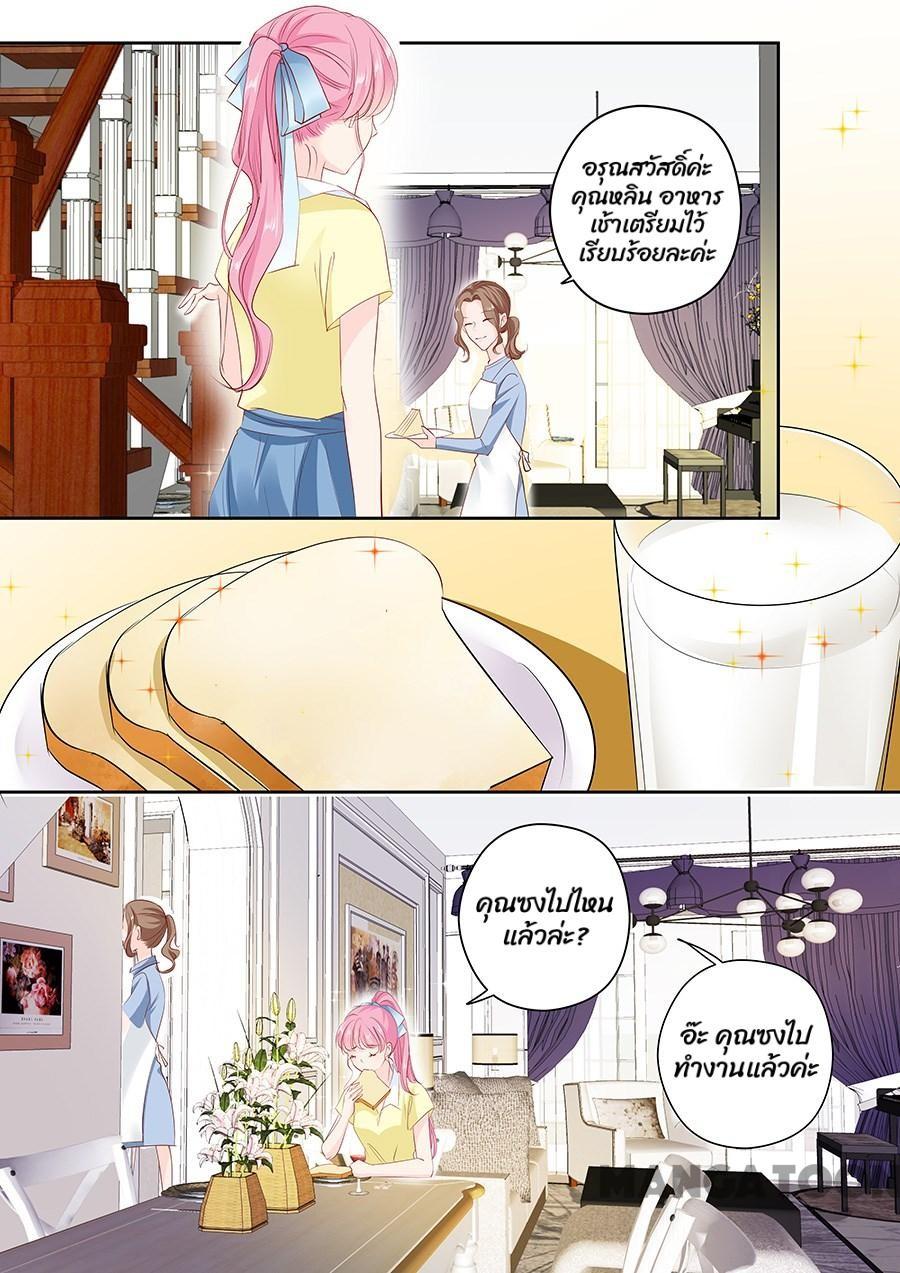 อรุณสวัสดิ์ค่ะ
คุณหลิน อาหาร
เช้าเตรียมไว้
เรียบร้อยละค่ะ
คุณซงไปไหน
แล้วล่ะ?
อ๊ะ คุณซงไป
ทำงานแล้วค่ะ
MANGATOON